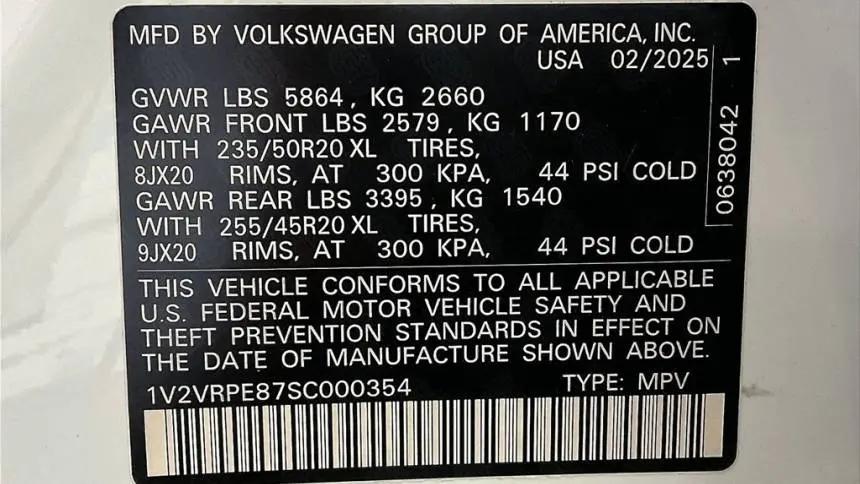 MFD BY VOLKSWAGEN GROUP OF AMERICA, INC.
USA 02/2025
GVWR LBS 5864, KG 2660
GAWR FRONT LBS 2579, KG 1170
WITH 235/50R20 XL TIRES,
8JX20 RIMS, AT 300 KPA, 44 PSI COLD
GAWR REAR LBS 3395, KG 1540
WITH 255/45R20 XL TIRES,
9JX20 RIMS, AT 300 KPA, 44 PSI COLD
0638042 1
THIS VEHICLE CONFORMS TO ALL APPLICABLE
U.S. FEDERAL MOTOR VEHICLE SAFETY AND
THEFT PREVENTION STANDARDS IN EFFECT ON
THE DATE OF MANUFACTURE SHOWN ABOVE.
1V2VRPE87SC000354 TYPE: MPV